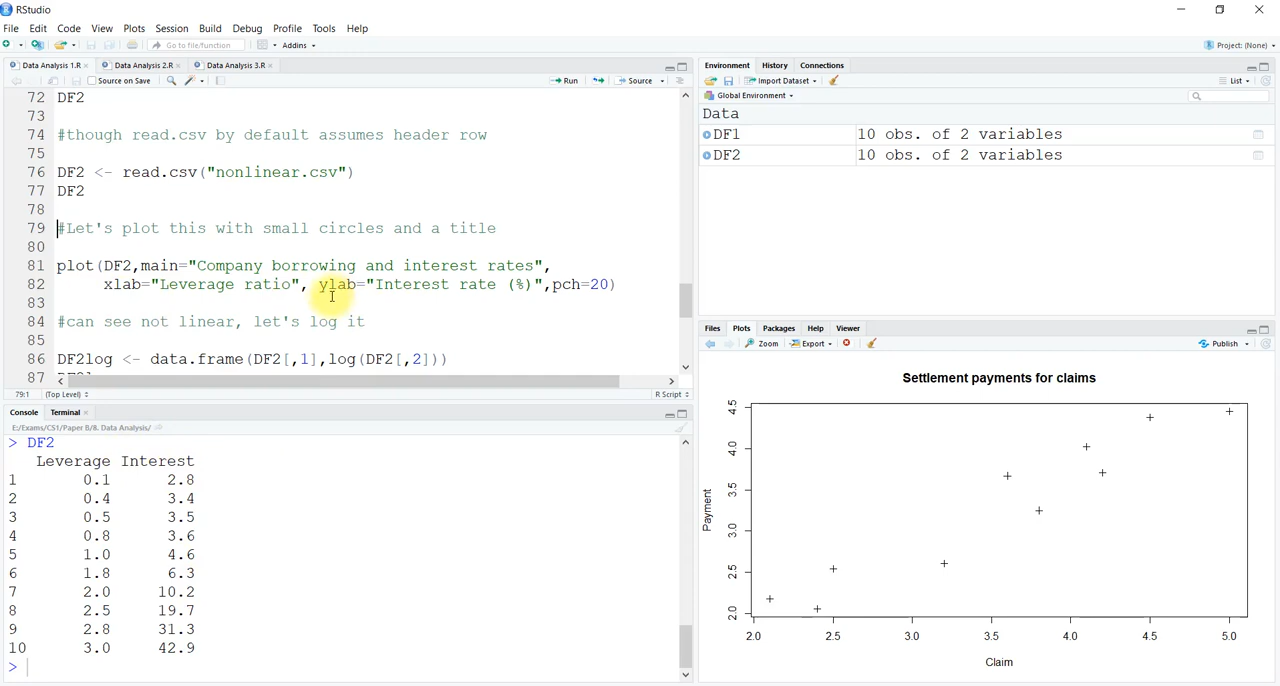 RStudio
File Edit Code View Plots Session Build Debug Profile Tools Help
Go to file/function Addins Project: (None)
Data Analysis 1.R Data Analysis 2.R Data Analysis 3.R
Source on Save Run Source
72 DF2
73
74 #though read.csv by default assumes header row
75
76 DF2 <- read.csv("nonlinear.csv")
77 DF2
78
79 #Let's plot this with small circles and a title
80
81 plot(DF2,main="Company borrowing and interest rates",
82 xlab="Leverage ratio", ylab="Interest rate (%)",pch=20)
83
84 #can see not linear, let's log it
85
86 DF2log <- data.frame(DF2[,1],log(DF2[,2]))
87
79:1 (Top Level) R Script
Console Terminal
E:/Exams/CS1/Paper B/B. Data Analysis/
> DF2
Leverage Interest
1 0.1 2.8
2 0.4 3.4
3 0.5 3.5
4 0.8 3.6
5 1.0 4.6
6 1.8 6.3
7 2.0 10.2
8 2.5 19.7
9 2.8 31.3
10 3.0 42.9
>
Environment History Connections
Import Dataset List
Global Environment
Data
DF1 10 obs. of 2 variables
DF2 10 obs. of 2 variables
Files Plots Packages Help Viewer
Zoom Export Publish
Settlement payments for claims
4.5
4.0
3.5
3.0
2.5
2.0
Payment
2.0 2.5 3.0 3.5 4.0 4.5 5.0
Claim